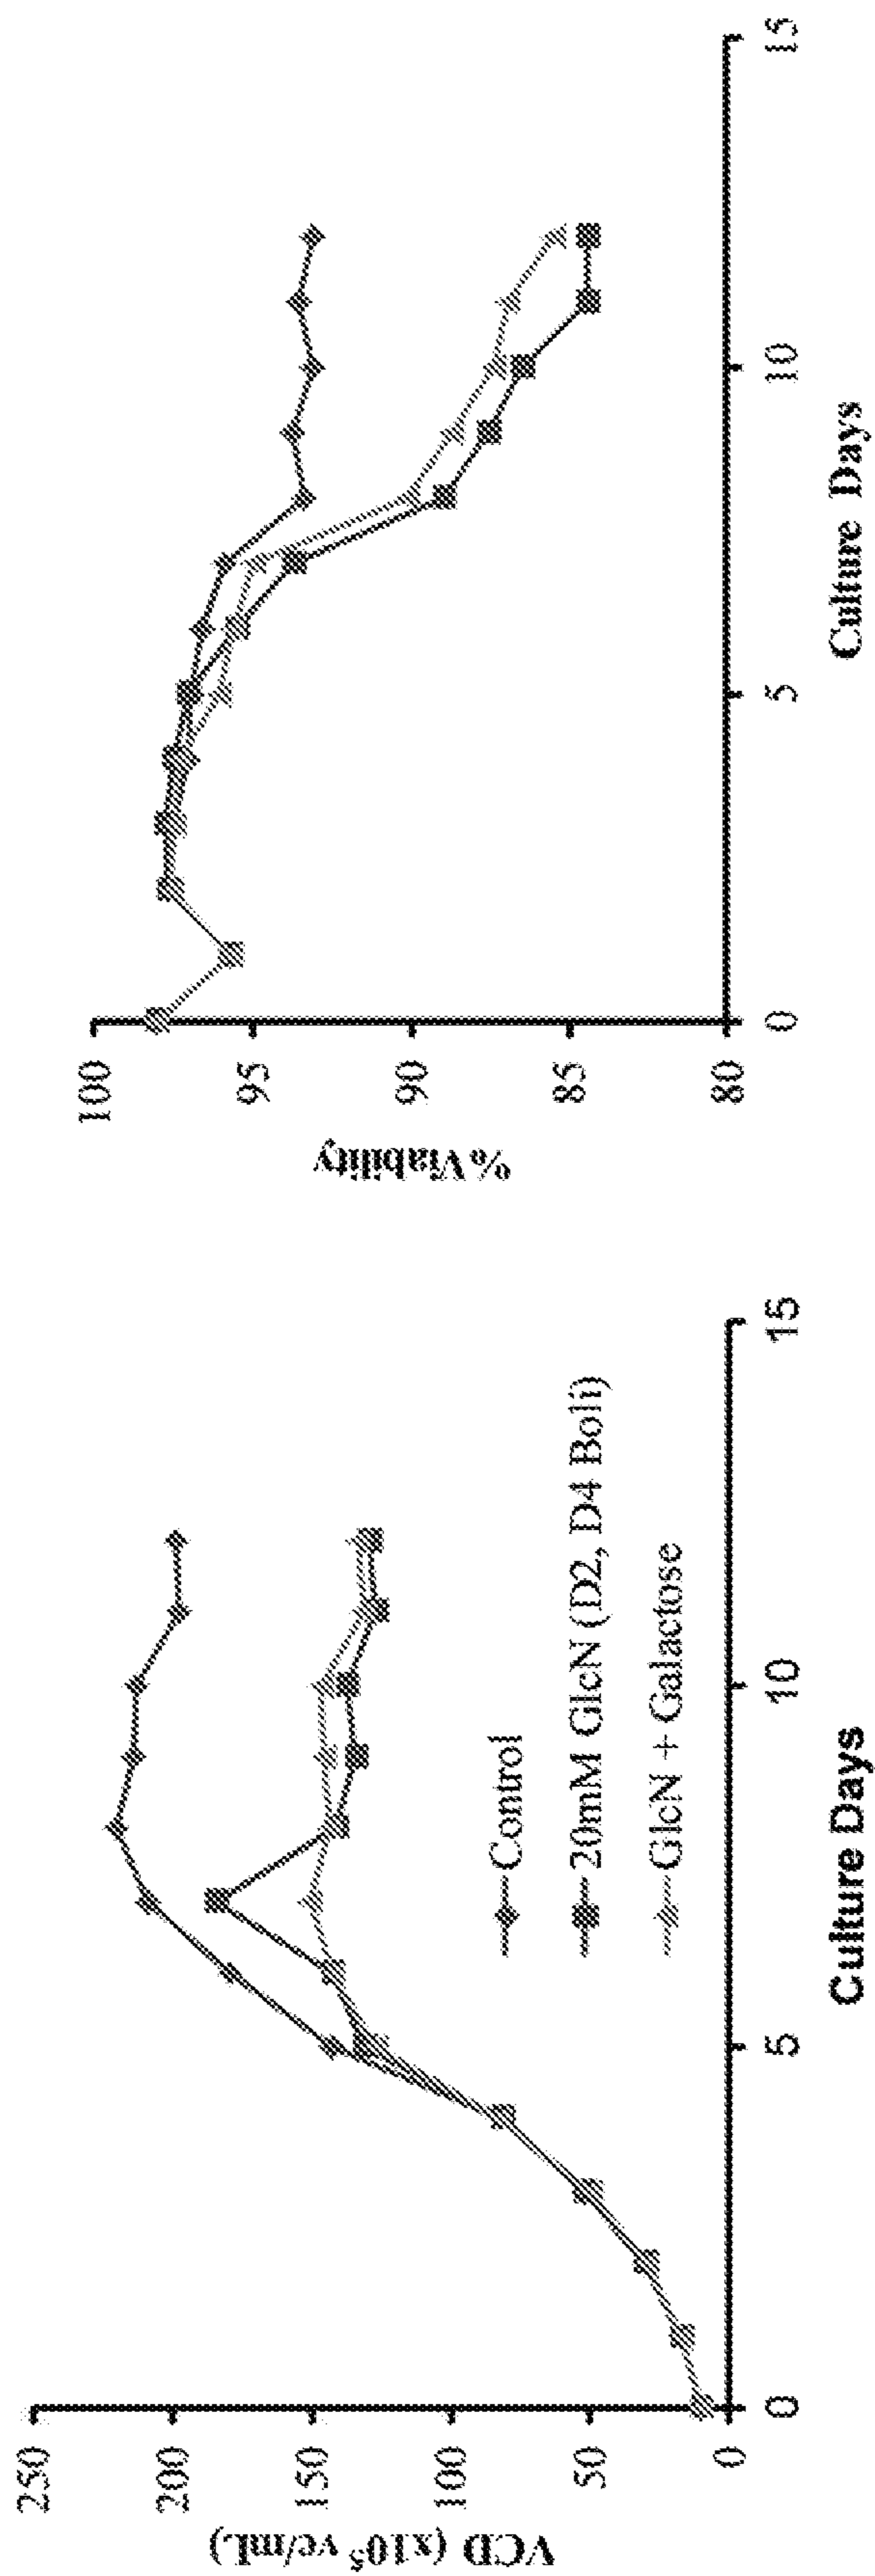 VCD (x10⁵ vc/mL)
250
200
150
100
50
0
Control
20mM GlcN (D2, D4 Boli)
GlcN + Galactose
0 5 10 15
Culture Days
% Viability
100
95
90
85
80
0 5 10 15
Culture Days